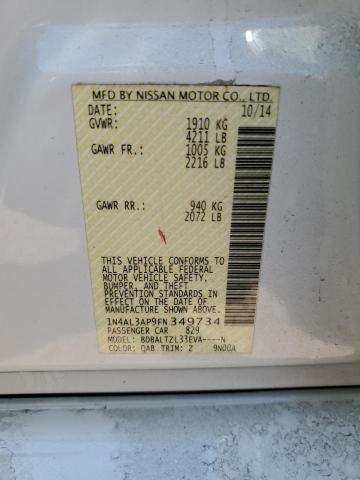 MFD BY NISSAN MOTOR CO., LTD.
DATE: 10/14
GVWR: 1910 KG
4211 LB
GAWR FR.: 1005 KG
2216 LB
GAWR RR.: 940 KG
2072 LB
THIS VEHICLE CONFORMS TO
ALL APPLICABLE FEDERAL
MOTOR VEHICLE SAFETY,
BUMPER, AND THEFT
PREVENTION STANDARDS IN
EFFECT ON THE DATE OF
MANUFACTURE SHOWN ABOVE.
1N4AL3AP9FN 349734
PASSENGER CAR 829
MODEL: BDBALTZL33EVA----N
COLOR: QAB TRIM: 2 9N00A